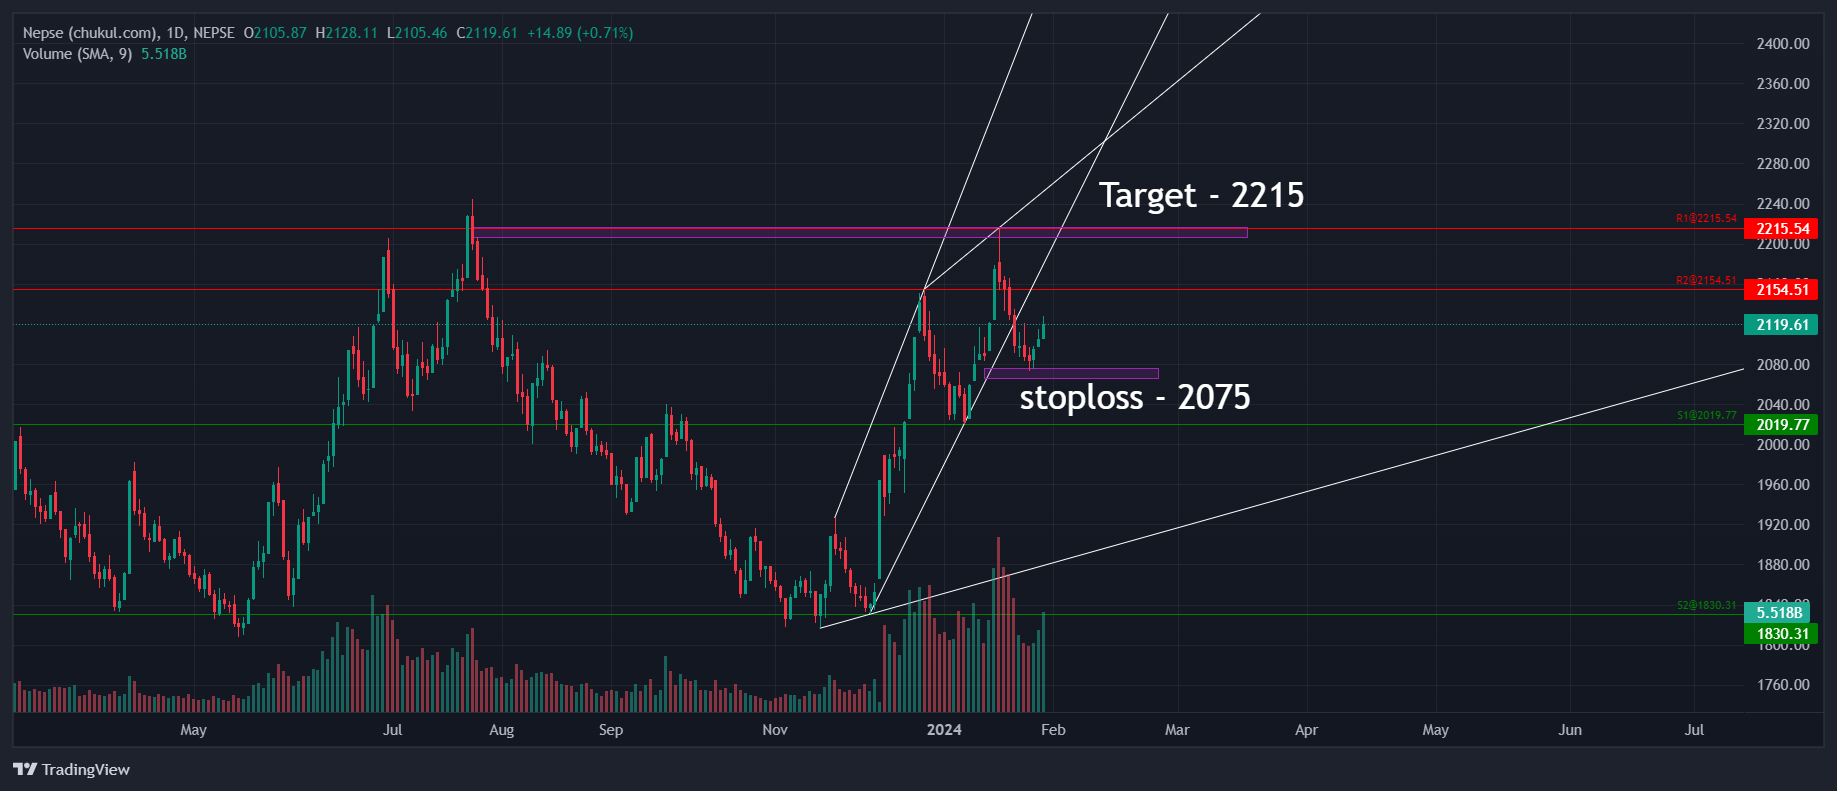 Nepse (chukul.com), 1D, NEPSE O2105.87 H2128.11 L2105.46 C2119.61 +14.89 (+0.71%)
Volume (SMA, 9) 5.518B
2400.00
2360.00
2320.00
2280.00
Target - 2215
2240.00
R1@2215.54
2215.54
2200.00
R2@2154.51
2154.51
2119.61
2080.00
stoploss - 2075
2040.00
S1@2019.77
2019.77
2000.00
1960.00
1920.00
1880.00
1840.00
S2@1830.31
5.518B
1830.31
1800.00
1760.00
May Jul Aug Sep Nov 2024 Feb Mar Apr May Jun Jul
TradingView